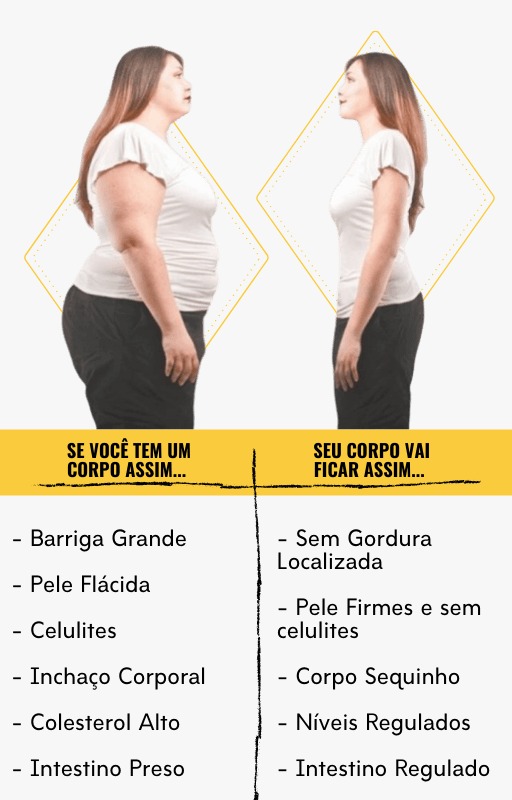 SE VOCÊ TEM UM
CORPO ASSIM...
- Barriga Grande
- Pele Flácida
- Celulites
- Inchaço Corporal
- Colesterol Alto
- Intestino Preso
SEU CORPO VAI
FICAR ASSIM...
- Sem Gordura
Localizada
- Pele Firmes e sem
celulites
- Corpo Sequinho
- Níveis Regulados
- Intestino Regulado